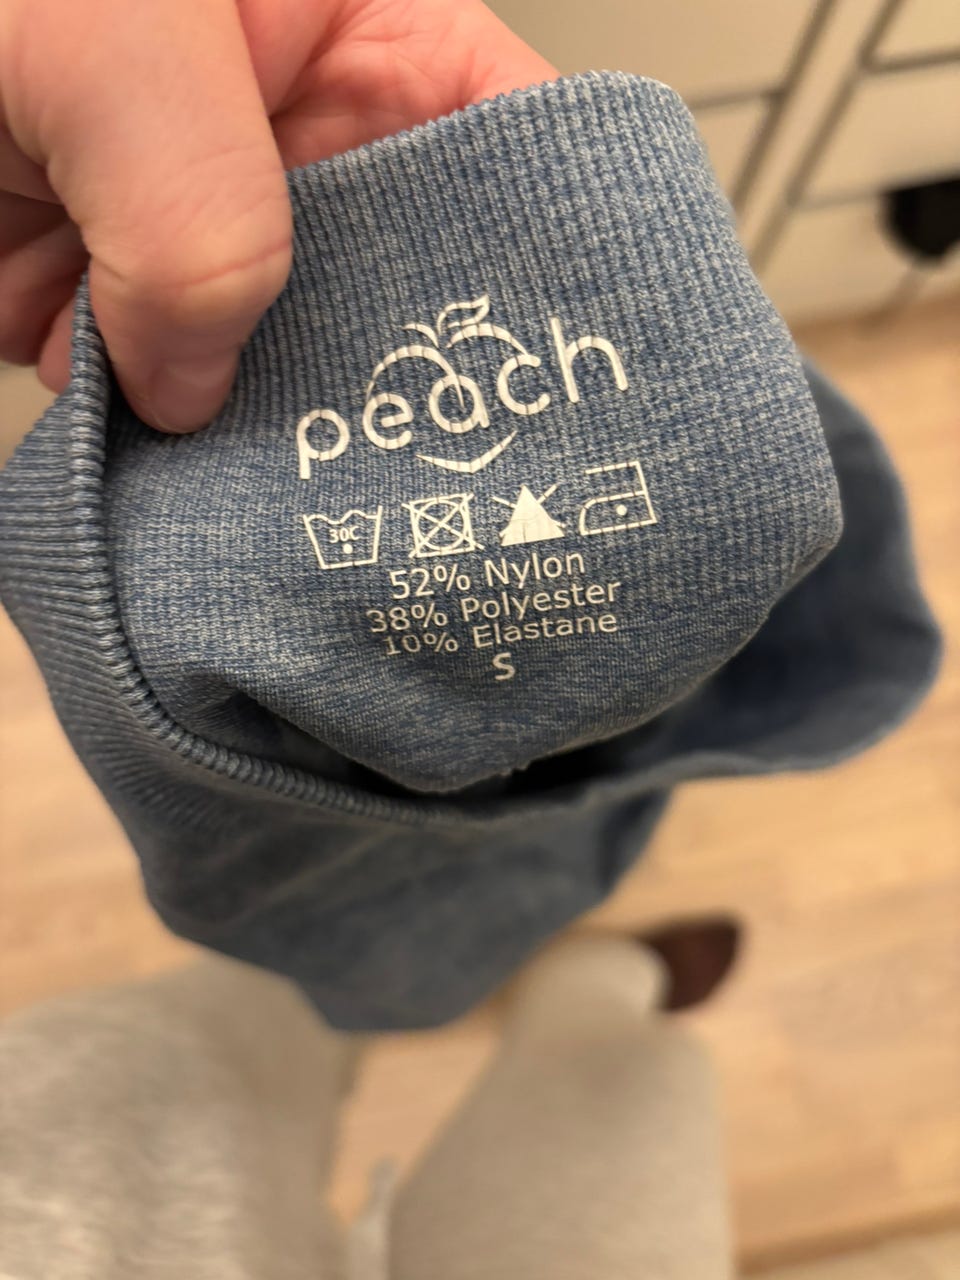 peach
30C
52% Nylon
38% Polyester
10% Elastane
S